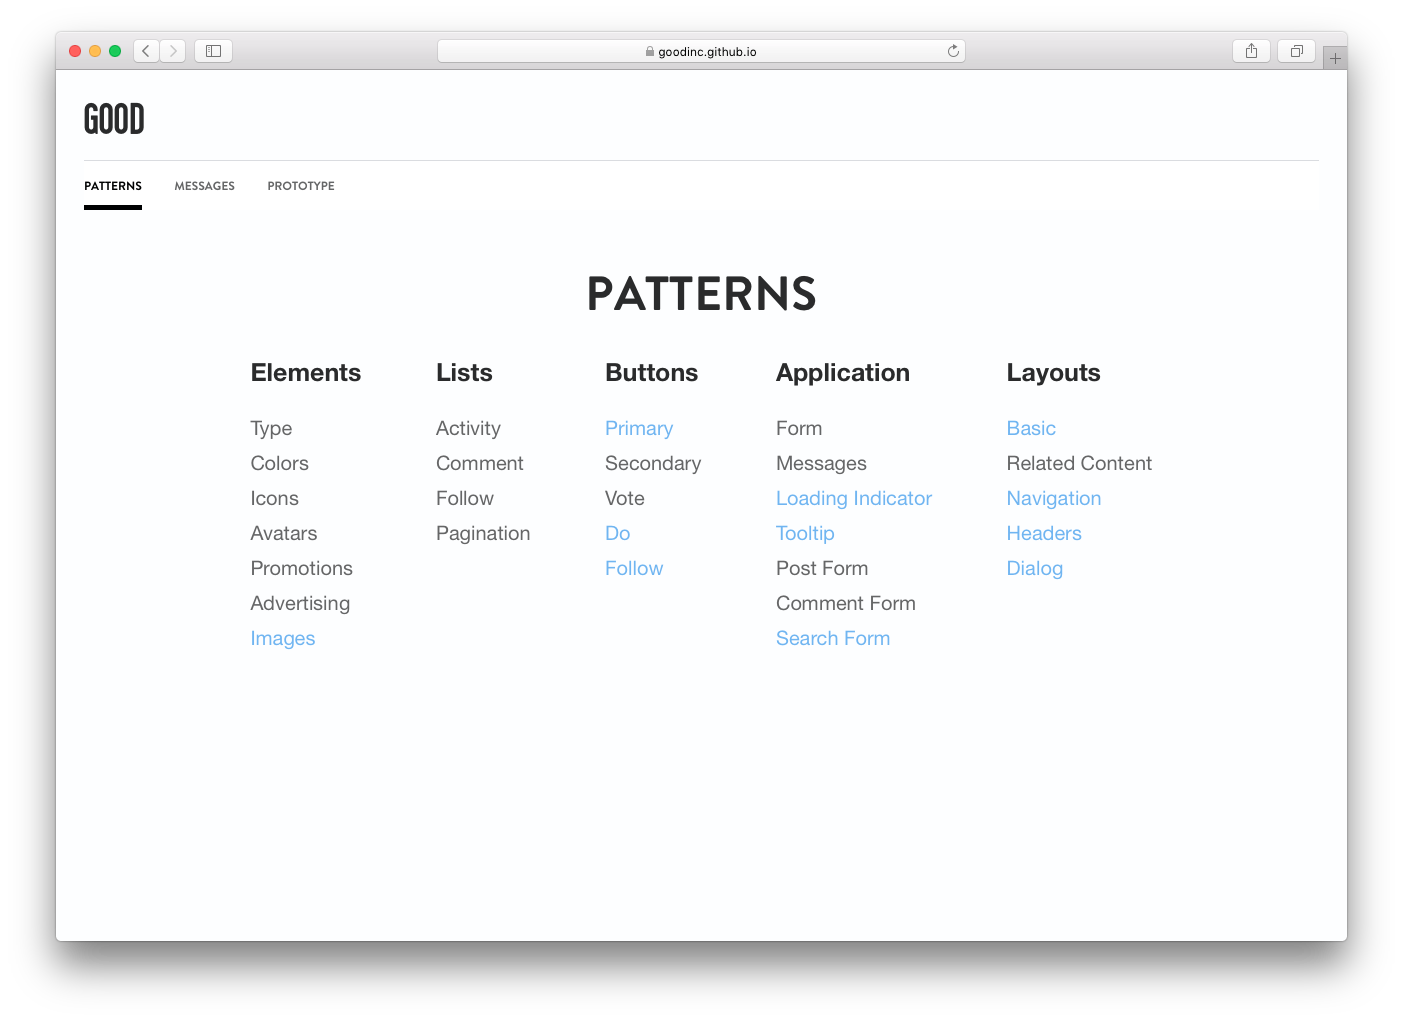 goodinc.github.io
GOOD
PATTERNS MESSAGES PROTOTYPE
PATTERNS
Elements
Type
Colors
Icons
Avatars
Promotions
Advertising
Images
Lists
Activity
Comment
Follow
Pagination
Buttons
Primary
Secondary
Vote
Do
Follow
Application
Form
Messages
Loading Indicator
Tooltip
Post Form
Comment Form
Search Form
Layouts
Basic
Related Content
Navigation
Headers
Dialog